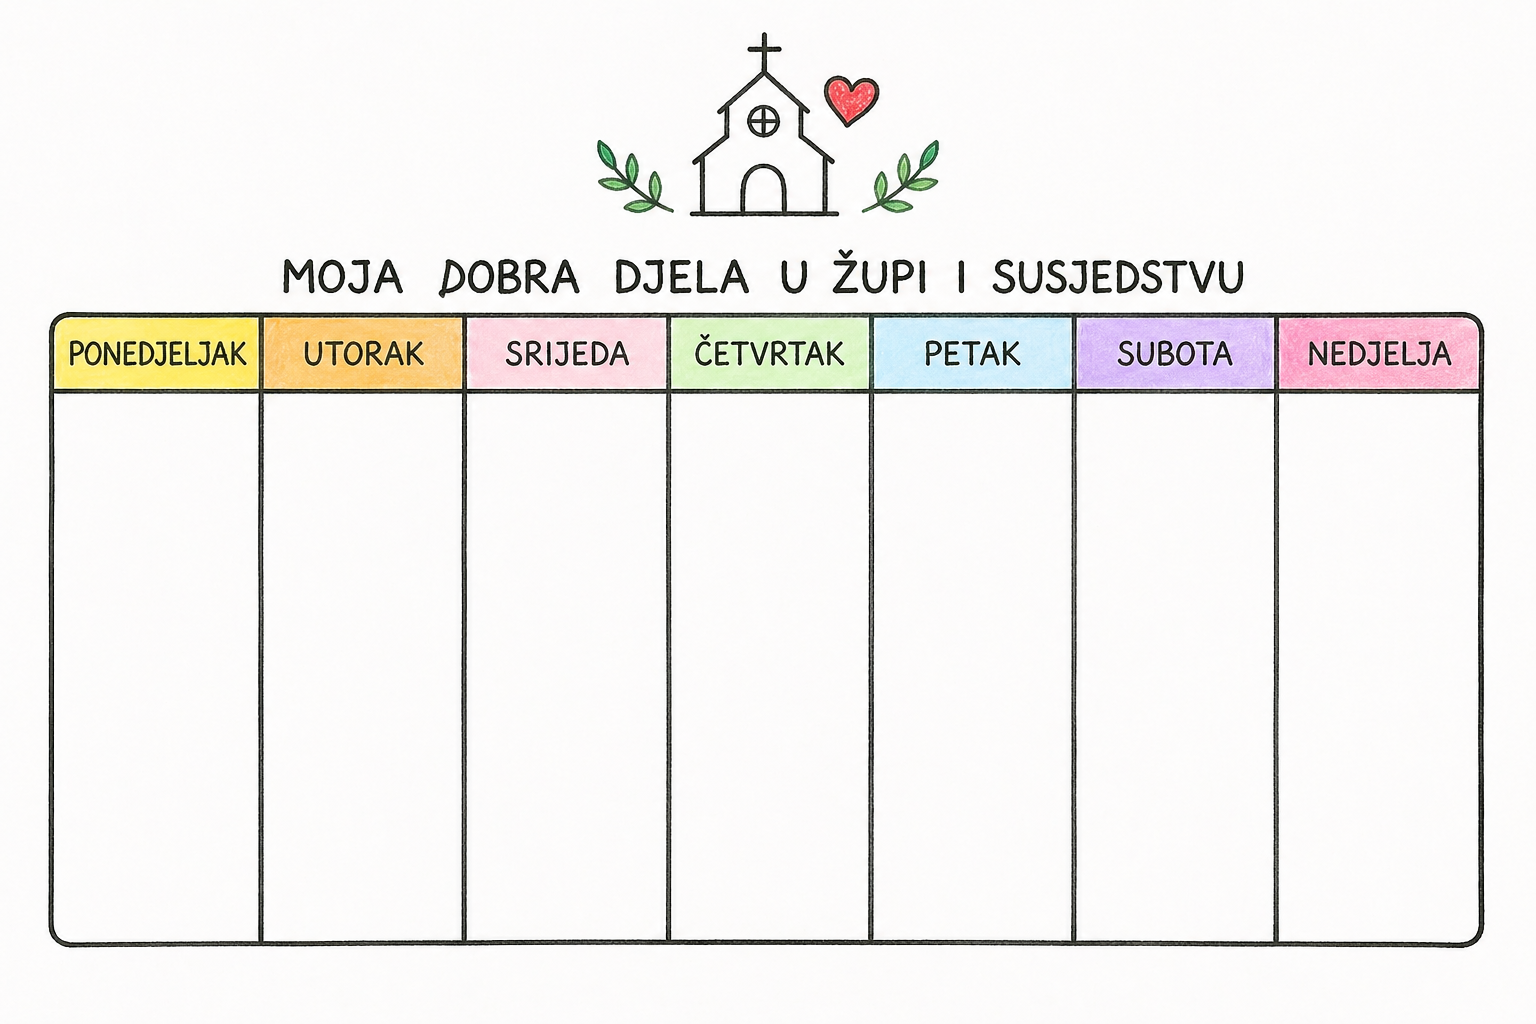 MOJA DOBRA DJELA U ŽUPI I SUSJEDSTVU
PONEDJELJAK UTORAK SRIJEDA ČETVRTAK PETAK SUBOTA NEDJELJA